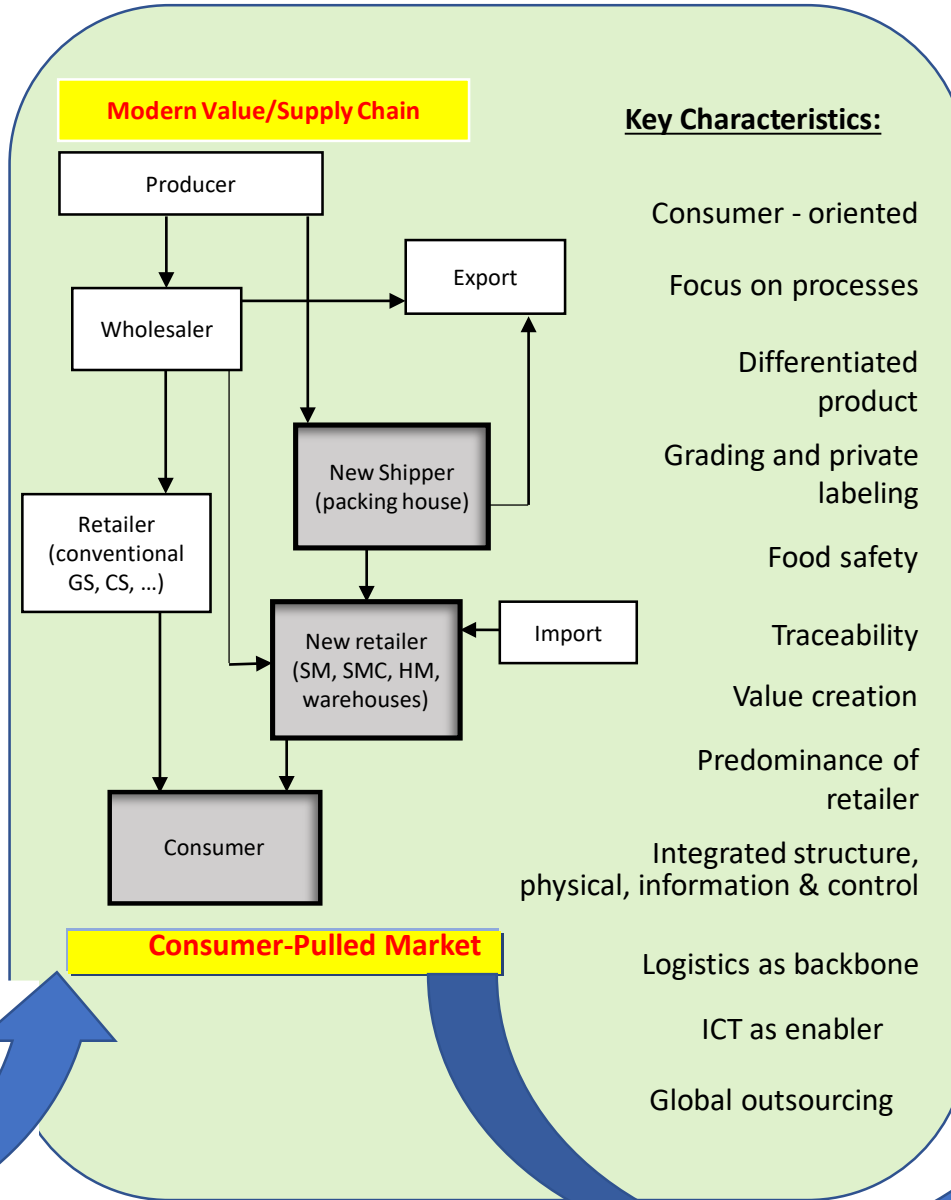 Modern Value/Supply Chain
Key Characteristics:
Producer
Consumer - oriented
Export
Focus on processes
Wholesaler
Differentiated
product
Grading and private
labeling
New Shipper
(packing house)
Retailer
(conventional
GS, CS, …)
Food safety
New retailer
(SM, SMC, HM,
warehouses)
Import
Traceability
Value creation
Predominance of
retailer
Consumer
Integrated structure,
physical, information & control
Consumer-Pulled Market
Logistics as backbone
ICT as enabler
Global outsourcing